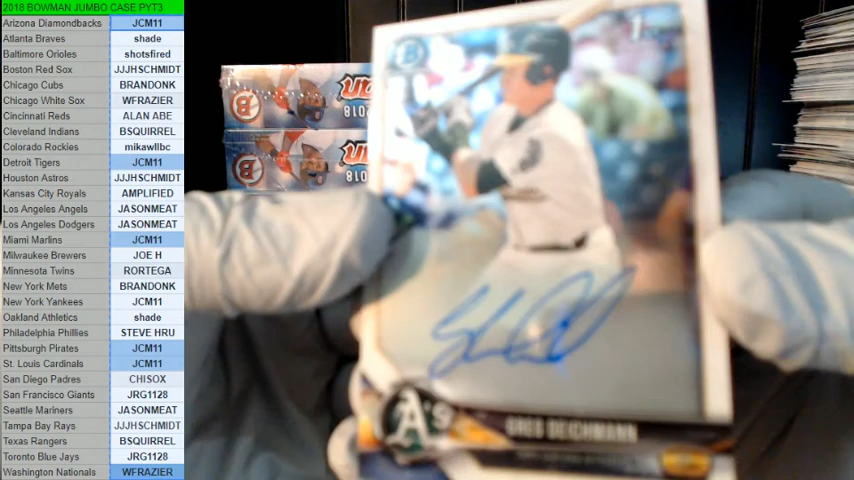 2018 BOWMAN JUMBO CASE PYT3
Arizona Diamondbacks JCM11
Atlanta Braves shade
Baltimore Orioles shotsfired
Boston Red Sox JJJHSCHMIDT
Chicago Cubs BRANDONK
Chicago White Sox WFRAZIER
Cincinnati Reds ALAN ABE
Cleveland Indians BSQUIRREL
Colorado Rockies mikawllbc
Detroit Tigers JCM11
Houston Astros JJJHSCHMIDT
Kansas City Royals AMPLIFIED
Los Angeles Angels JASONMEAT
Los Angeles Dodgers JASONMEAT
Miami Marlins JCM11
Milwaukee Brewers JOE H
Minnesota Twins RORTEGA
New York Mets BRANDONK
New York Yankees JCM11
Oakland Athletics shade
Philadelphia Phillies STEVE HRU
Pittsburgh Pirates JCM11
St. Louis Cardinals JCM11
San Diego Padres CHISOX
San Francisco Giants JRG1128
Seattle Mariners JASONMEAT
Tampa Bay Rays JJJHSCHMIDT
Texas Rangers BSQUIRREL
Toronto Blue Jays JRG1128
Washington Nationals WFRAZIER
B
2018
B
2018
B
1st
A's
GREG DEICHMANN